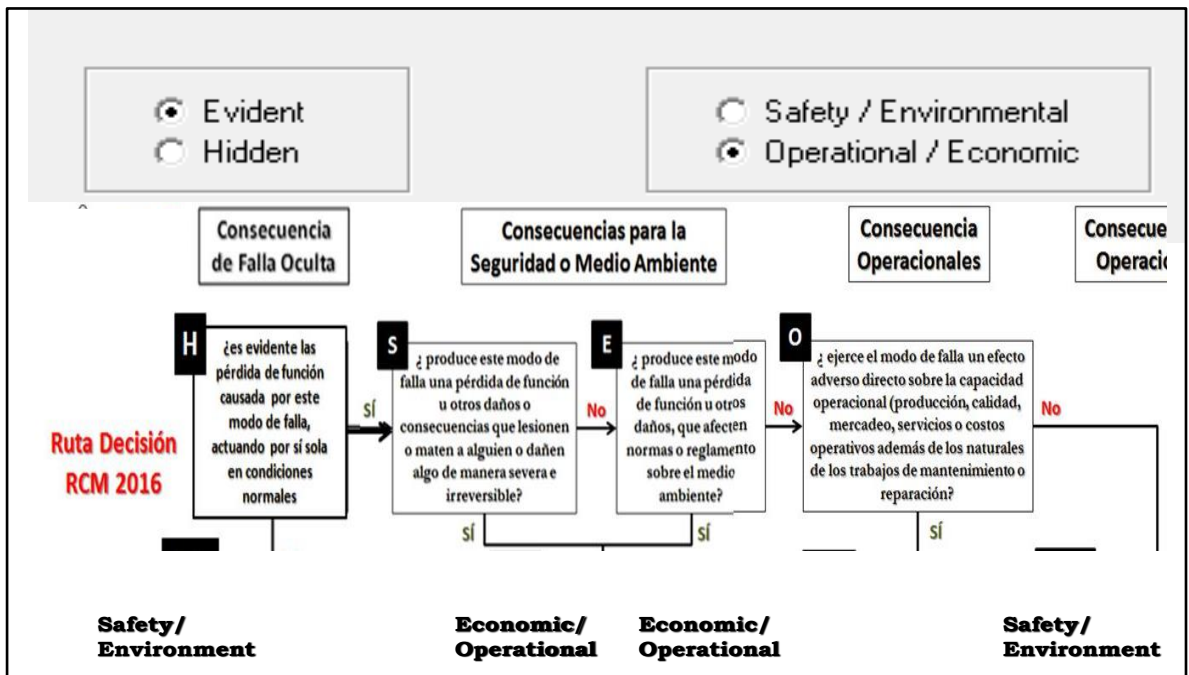 Evident
Hidden
Safety / Environmental
Operational / Economic
Consecuencia
de Falla Oculta
Consecuencias para la
Seguridad o Medio Ambiente
Consecuencia
Operacionales
Consecue
Operacio
Ruta Decisión
RCM 2016
H
¿es evidente las
pérdida de función
causada por este
modo de falla,
actuando por sí sola
en condiciones
normales
SÍ
S
¿ produce este modo de
falla una pérdida de función
u otros daños o
consecuencias que lesionen
o maten a alguien o dañen
algo de manera severa e
irreversible?
SÍ
No
E
¿ produce este modo
de falla una pérdida
de función u otros
daños, que afecten
normas o reglamento
sobre el medio
ambiente?
SÍ
No
O
¿ ejerce el modo de falla un efecto
adverso directo sobre la capacidad
operacional (producción, calidad,
mercadeo, servicios o costos
operativos además de los naturales
de los trabajos de mantenimiento o
reparación?
SÍ
No
Safety/
Environment
Economic/
Operational
Economic/
Operational
Safety/
Environment